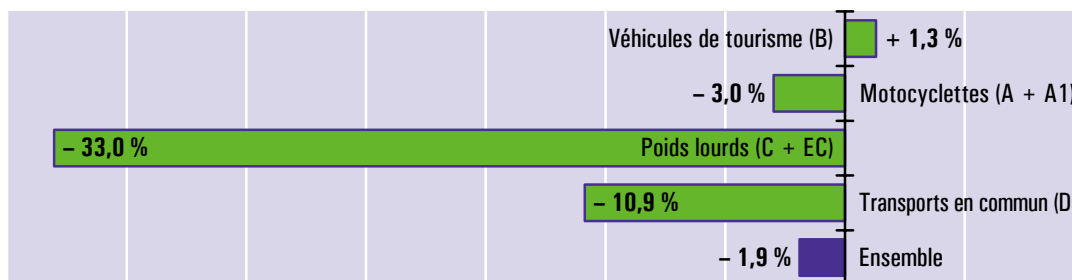 Véhicules de tourisme (B) + 1,3 %
– 3,0 % Motocyclettes (A + A1)
– 33,0 % Poids lourds (C + EC)
– 10,9 % Transports en commun (D
– 1,9 % Ensemble